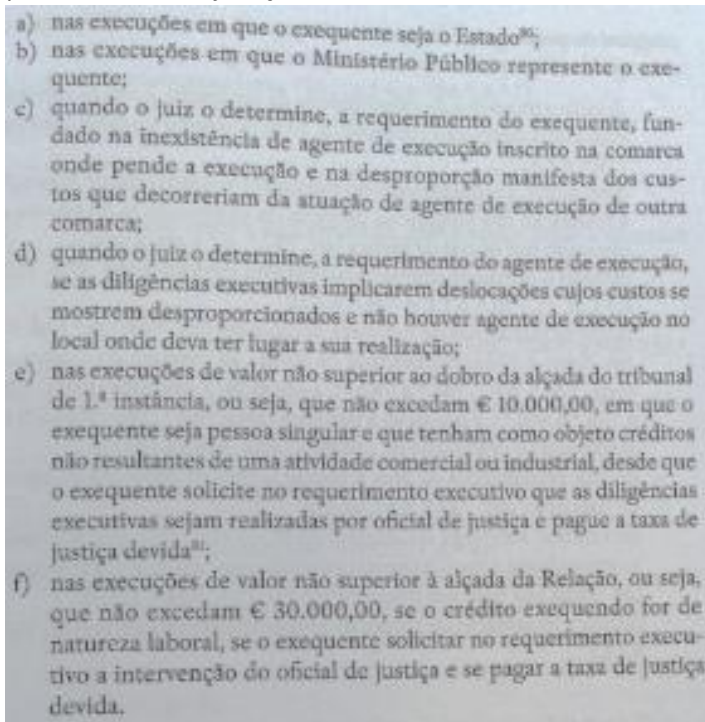 a) nas execuções em que o exequente seja o Estado⁸⁰;
b) nas execuções em que o Ministério Público represente o exe-
quente;
c) quando o juiz o determine, a requerimento do exequente, fun-
dado na inexistência de agente de execução inscrito na comarca
onde pende a execução e na desproporção manifesta dos cus-
tos que decorreriam da atuação de agente de execução de outra
comarca;
d) quando o juiz o determine, a requerimento do agente de execução,
se as diligências executivas implicarem deslocações cujos custos se
mostrem desproporcionados e não houver agente de execução no
local onde deva ter lugar a sua realização;
e) nas execuções de valor não superior ao dobro da alçada do tribunal
de 1.ª instância, ou seja, que não excedam € 10.000,00, em que o
exequente seja pessoa singular e que tenham como objeto créditos
não resultantes de uma atividade comercial ou industrial, desde que
o exequente solicite no requerimento executivo que as diligências
executivas sejam realizadas por oficial de justiça e pague a taxa de
justiça devida⁸¹;
f) nas execuções de valor não superior à alçada da Relação, ou seja,
que não excedam € 30.000,00, se o crédito exequendo for de
natureza laboral, se o exequente solicitar no requerimento execu-
tivo a intervenção do oficial de justiça e se pagar a taxa de justiça
devida.